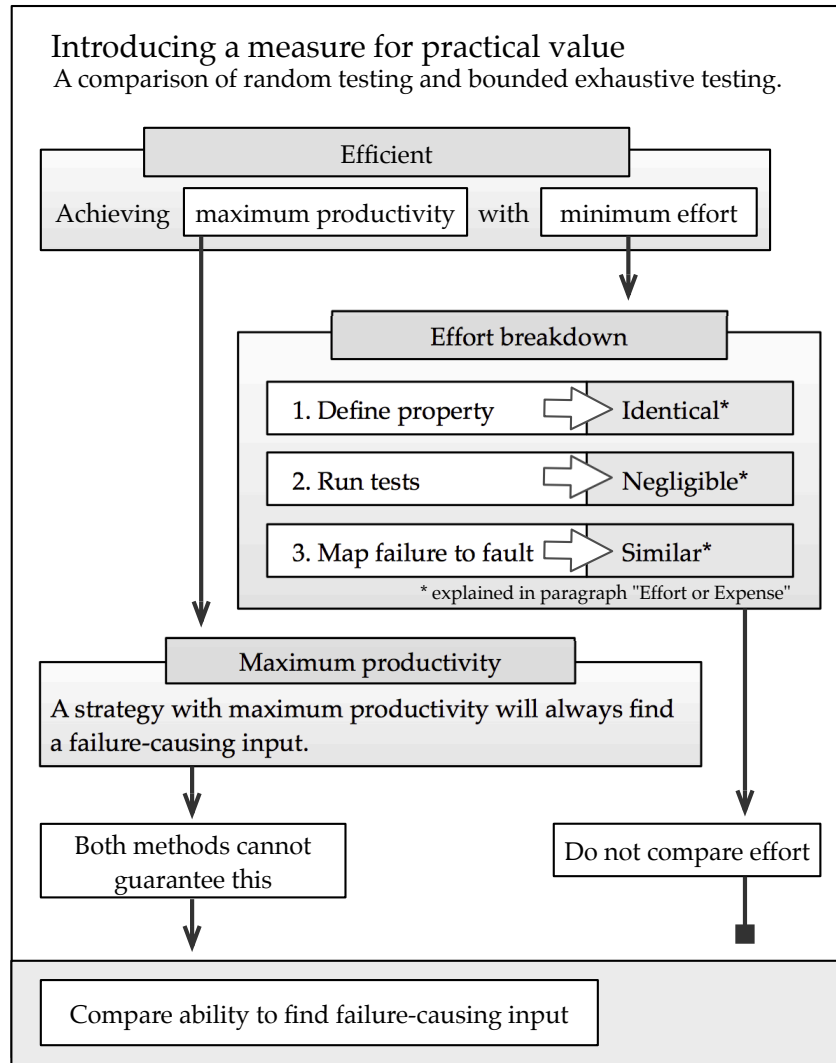 Introducing a measure for practical value
A comparison of random testing and bounded exhaustive testing.
Efficient
Achieving maximum productivity with minimum effort
Effort breakdown
1. Define property Identical*
2. Run tests Negligible*
3. Map failure to fault Similar*
* explained in paragraph "Effort or Expense"
Maximum productivity
A strategy with maximum productivity will always find
a failure-causing input.
Both methods cannot
guarantee this
Do not compare effort
Compare ability to find failure-causing input